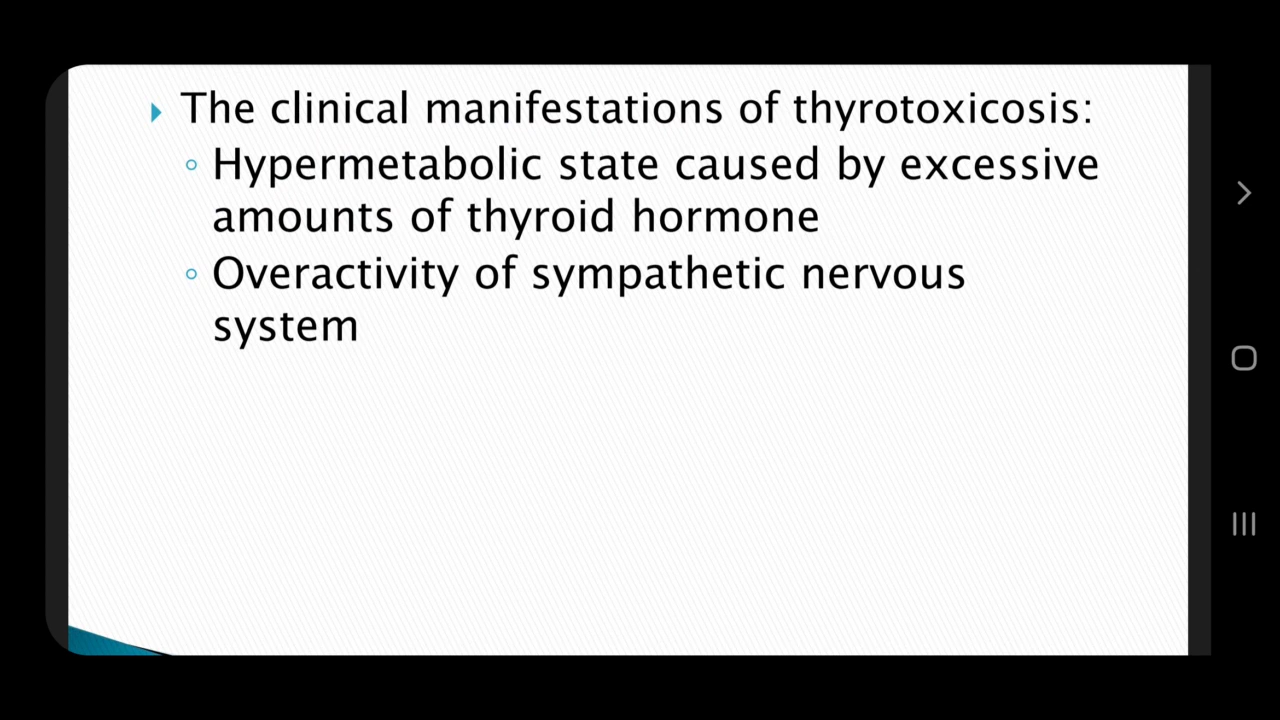 The clinical manifestations of thyrotoxicosis:
Hypermetabolic state caused by excessive
amounts of thyroid hormone
Overactivity of sympathetic nervous
system